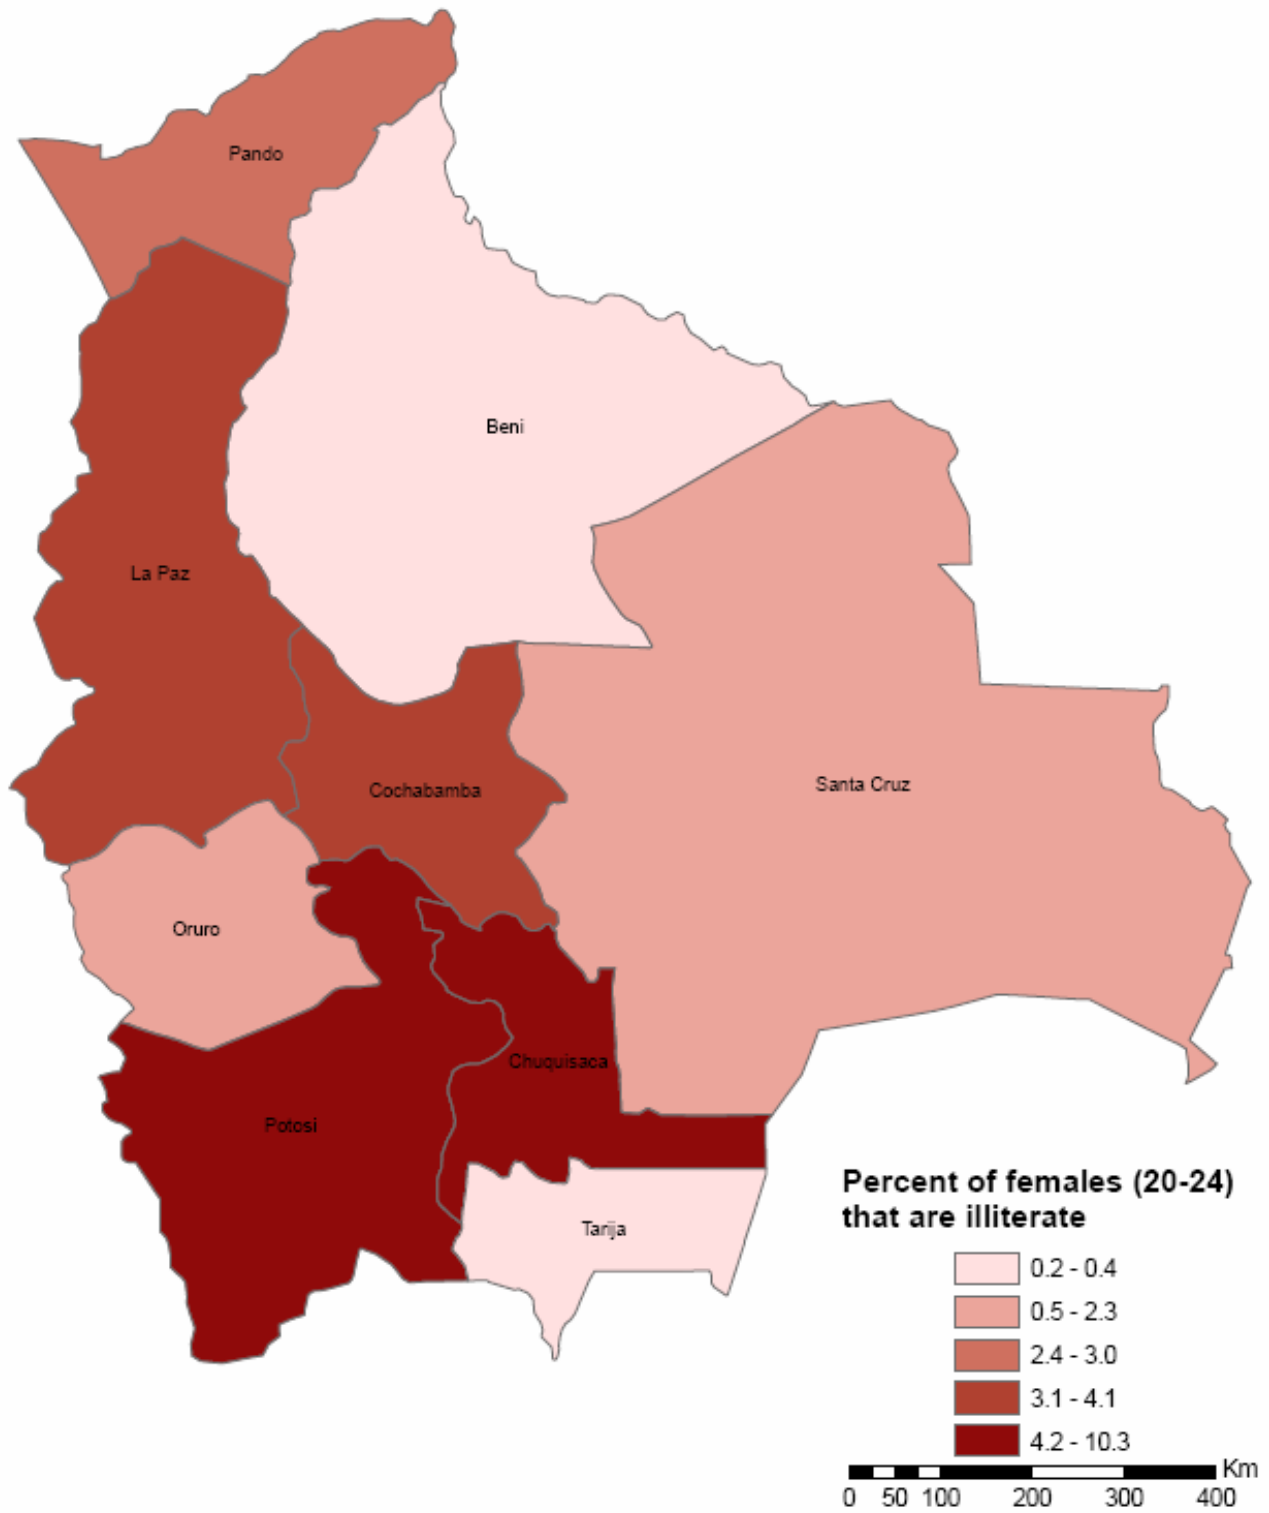 Pando
Beni
La Paz
Santa Cruz
Cochabamba
Oruro
Chuquisaca
Potosi
Tarija
Percent of females (20-24)
that are illiterate
0.2 - 0.4
0.5 - 2.3
2.4 - 3.0
3.1 - 4.1
4.2 - 10.3
Km
0 50 100 200 300 400